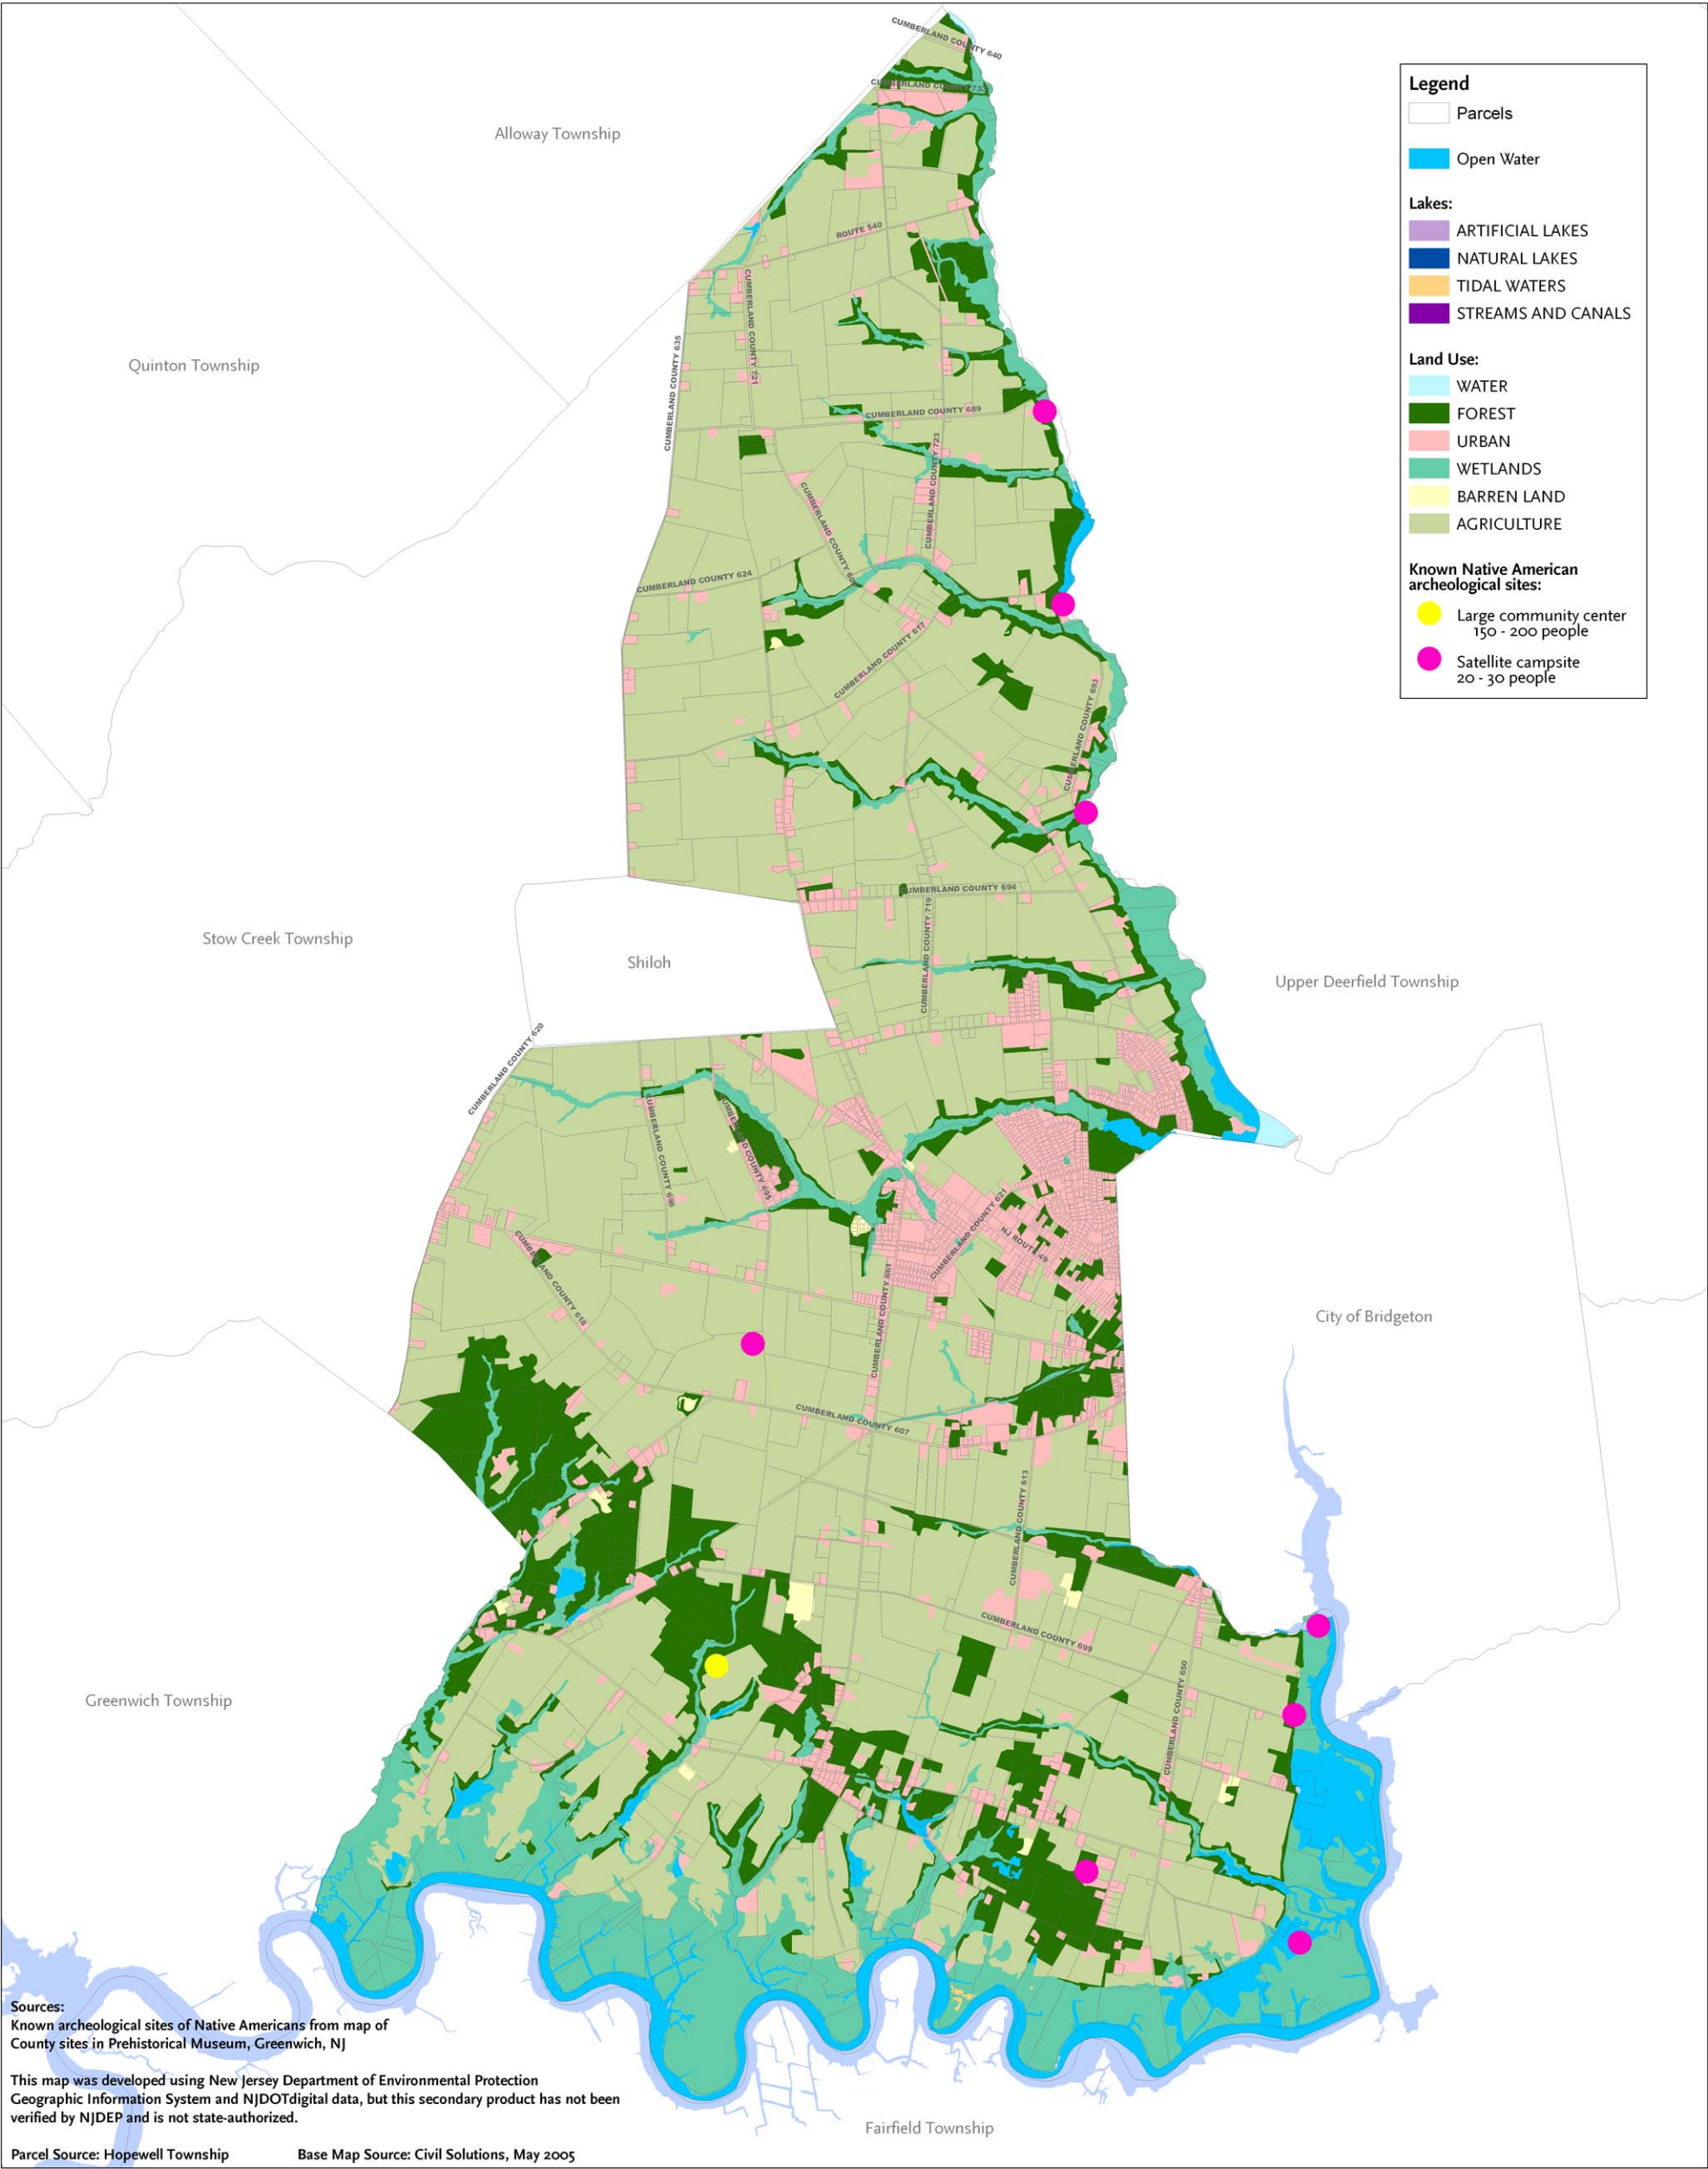 CUMBERLAND COUNTY 640
Legend
CUMBERLAND COUNTY 733
Parcels
Alloway Township
Open Water
Lakes:
ARTIFICIAL LAKES
ROUTE 540
NATURAL LAKES
TIDAL WATERS
STREAMS AND CANALS
CUMBERLAND COUNTY 721
CUMBERLAND COUNTY 635
Quinton Township
Land Use:
WATER
FOREST
CUMBERLAND COUNTY 689
URBAN
WETLANDS
CUMBERLAND COUNTY 723
BARREN LAND
AGRICULTURE
CUMBERLAND COUNTY
Known Native American
archeological sites:
CUMBERLAND COUNTY 624
Large community center
150 - 200 people
CUMBERLAND COUNTY 617
Satellite campsite
20 - 30 people
CUMBERLAND COUNTY 693
CUMBERLAND COUNTY 694
Stow Creek Township
CUMBERLAND COUNTY 719
Shiloh
Upper Deerfield Township
CUMBERLAND COUNTY 620
CUMBERLAND COUNTY 696
CUMBERLAND COUNTY 695
CUMBERLAND COUNTY 621
NJ ROUTE 49
CUMBERLAND COUNTY 618
CUMBERLAND COUNTY 661
City of Bridgeton
CUMBERLAND COUNTY 607
CUMBERLAND COUNTY 613
CUMBERLAND COUNTY 699
CUMBERLAND COUNTY 650
Greenwich Township
Sources:
Known archeological sites of Native Americans from map of
County sites in Prehistorical Museum, Greenwich, NJ
This map was developed using New Jersey Department of Environmental Protection
Geographic Information System and NJDOTdigital data, but this secondary product has not been
verified by NJDEP and is not state-authorized.
Fairfield Township
Parcel Source: Hopewell Township
Base Map Source: Civil Solutions, May 2005